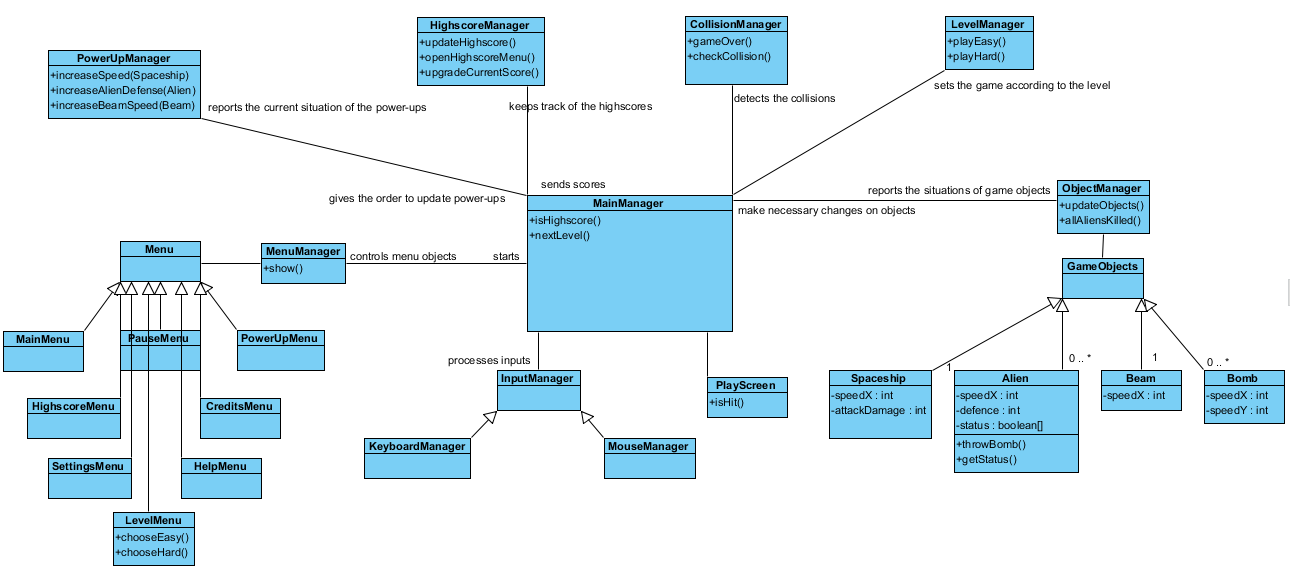 HighscoreManager
+updateHighscore()
+openHighscoreMenu()
+upgradeCurrentScore()
CollisionManager
+gameOver()
+checkCollision()
LevelManager
+playEasy()
+playHard()
PowerUpManager
+increaseSpeed(Spaceship)
+increaseAlienDefense(Alien)
+increaseBeamSpeed(Beam)
reports the current situation of the power-ups
keeps track of the highscores
detects the collisions
sets the game according to the level
sends scores
gives the order to update power-ups
MainManager
+isHighscore()
+nextLevel()
reports the situations of game objects
make necessary changes on objects
ObjectManager
+updateObjects()
+allAliensKilled()
Menu
MenuManager
+show()
controls menu objects
starts
GameObjects
MainMenu
PauseMenu
PowerUpMenu
HighscoreMenu
CreditsMenu
SettingsMenu
HelpMenu
LevelMenu
+chooseEasy()
+chooseHard()
processes inputs
InputManager
KeyboardManager
MouseManager
PlayScreen
+isHit()
1
0 .. *
1
0 .. *
Spaceship
-speedX : int
-attackDamage : int
Alien
-speedX : int
-defence : int
-status : boolean[]
+throwBomb()
+getStatus()
Beam
-speedX : int
Bomb
-speedX : int
-speedY : int